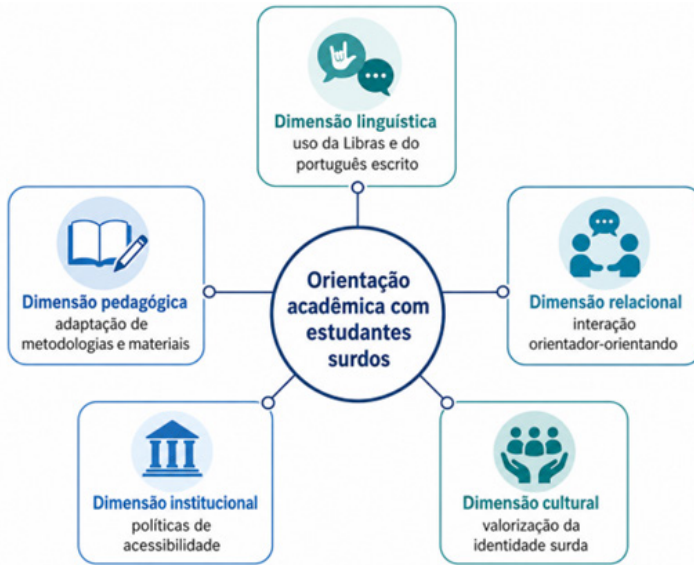 Dimensão linguística
uso da Libras e do
português escrito
Dimensão pedagógica
adaptação de
metodologias e materiais
Orientação
acadêmica com
estudantes
surdos
Dimensão relacional
interação
orientador-orientando
Dimensão institucional
políticas de
acessibilidade
Dimensão cultural
valorização da
identidade surda